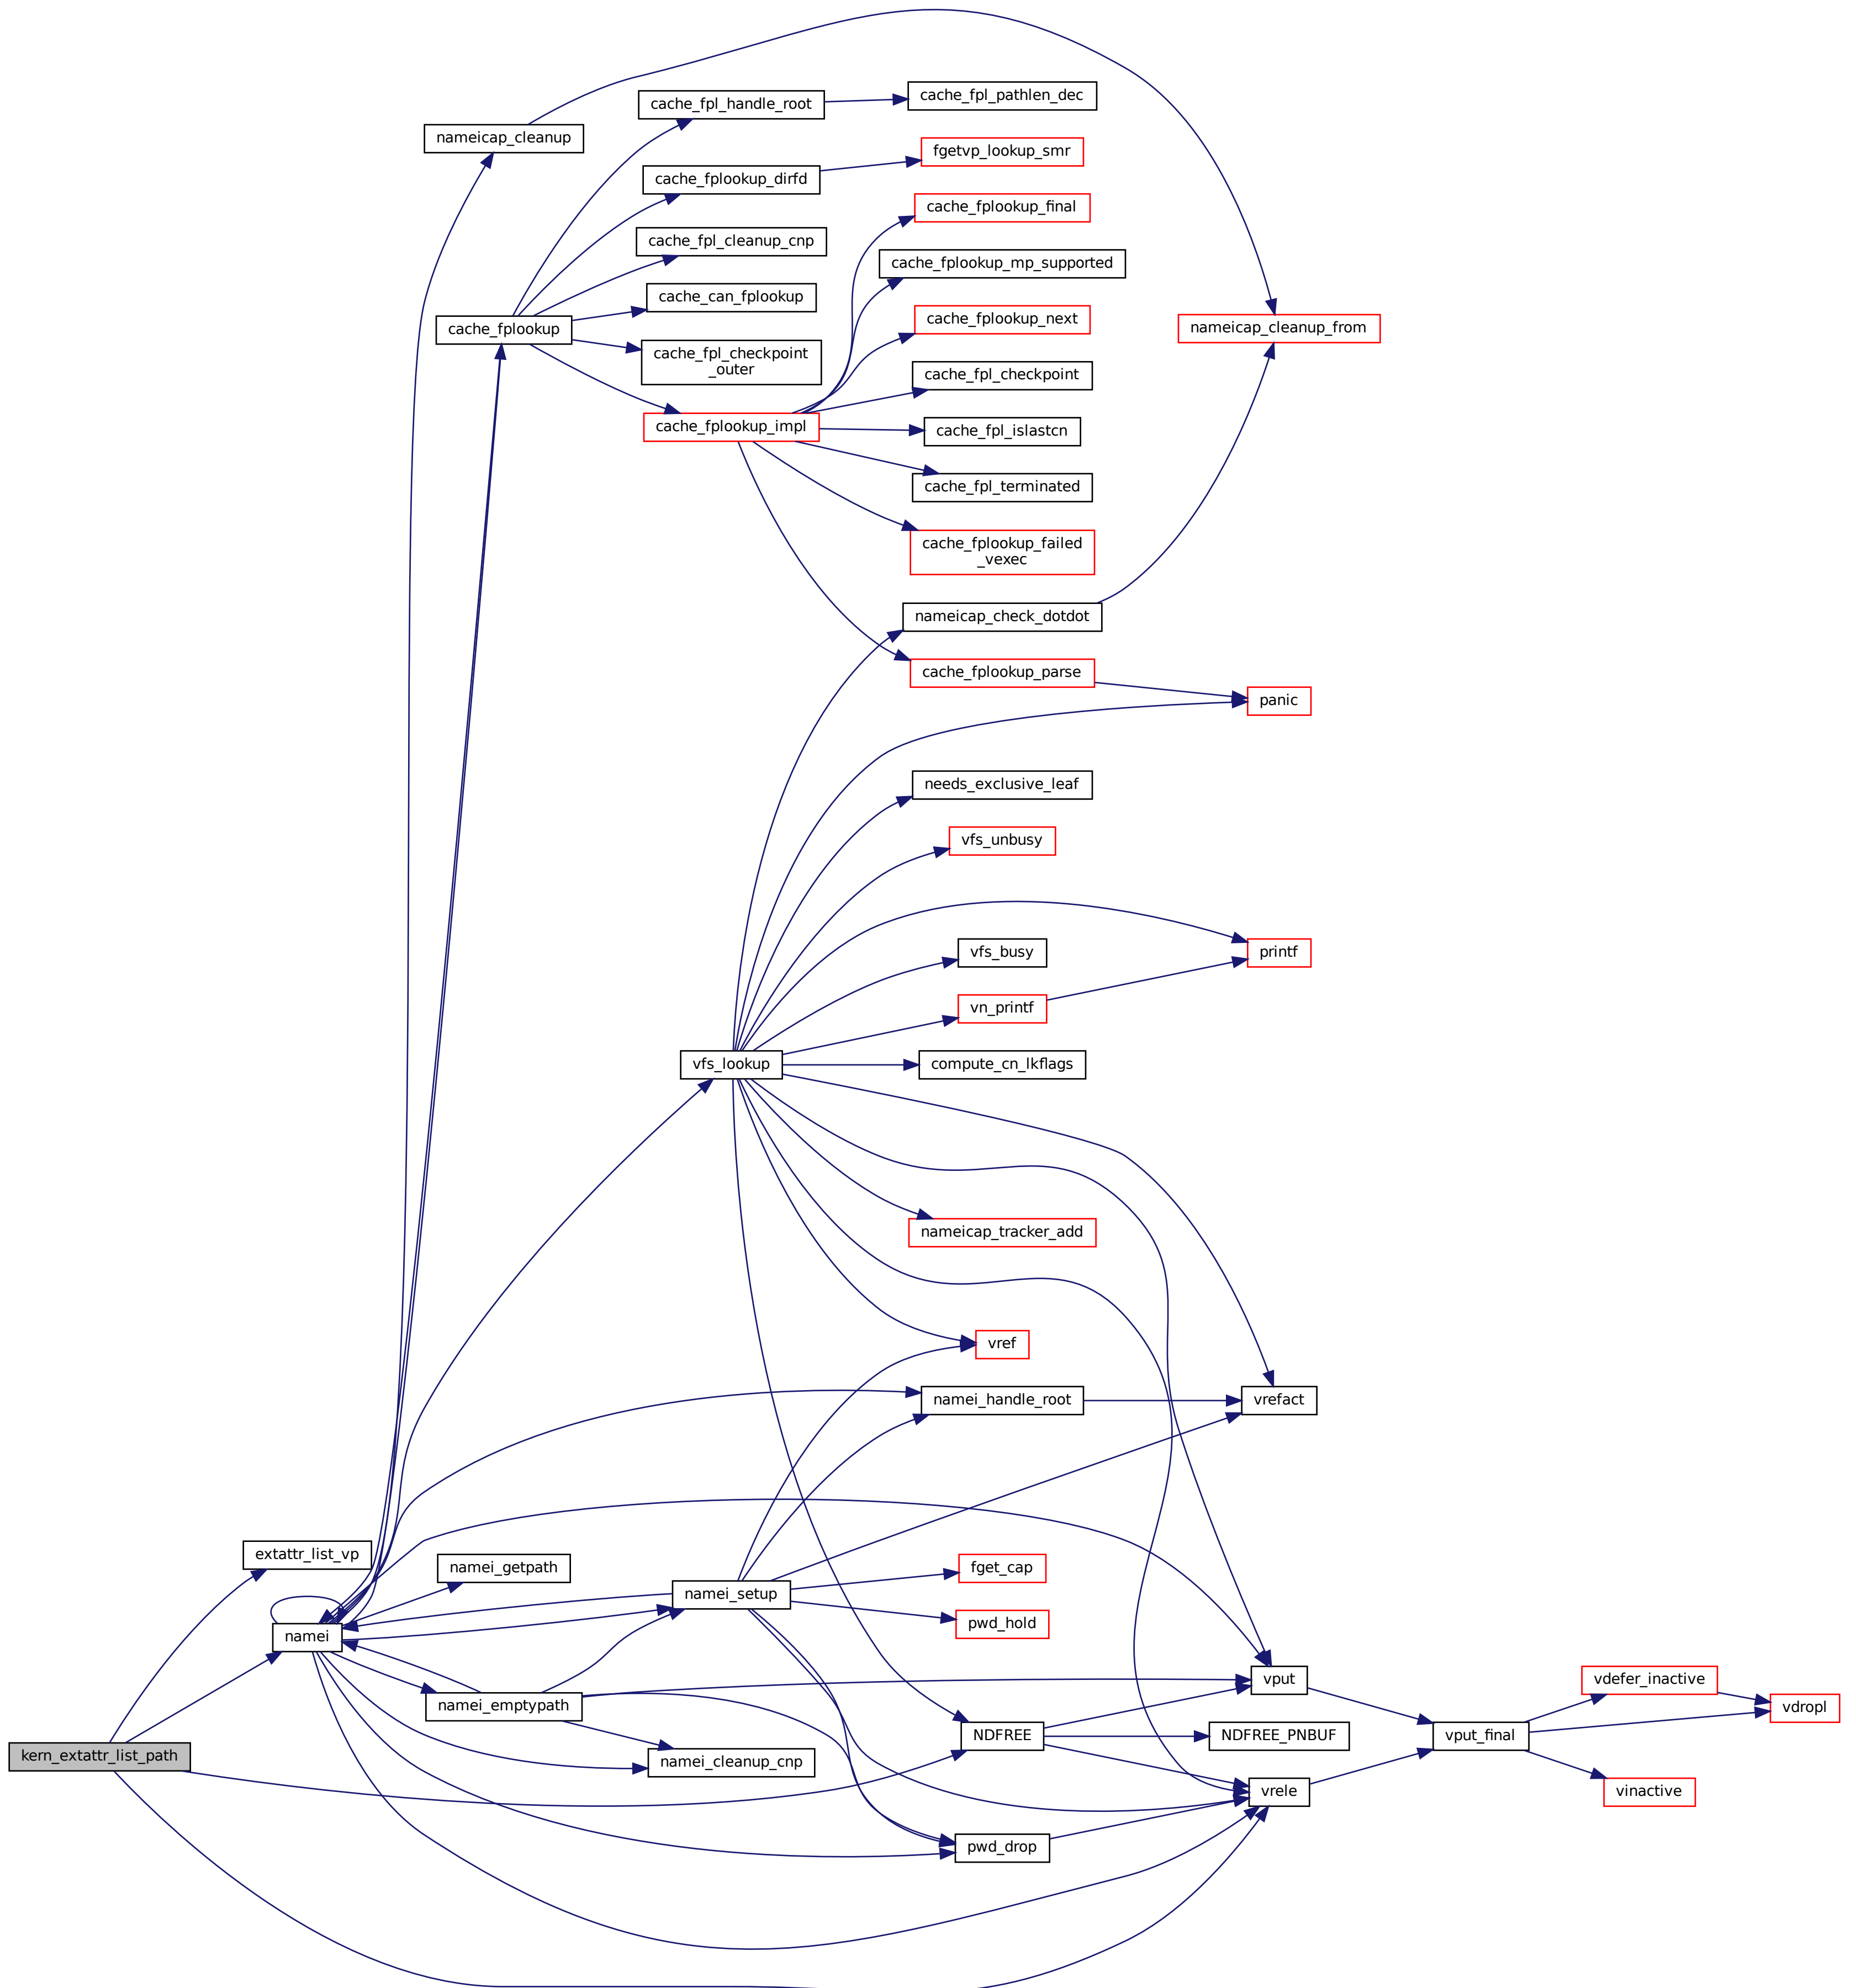 cache_fpl_pathlen_dec
cache_fpl_handle_root
nameicap_cleanup
fgetvp_lookup_smr
cache_fplookup_dirfd
cache_fplookup_final
cache_fpl_cleanup_cnp
cache_fplookup_mp_supported
cache_can_fplookup
cache_fplookup
cache_fplookup_next
nameicap_cleanup_from
cache_fpl_checkpoint
_outer
cache_fpl_checkpoint
cache_fplookup_impl
cache_fpl_islastcn
cache_fpl_terminated
cache_fplookup_failed
_vexec
nameicap_check_dotdot
cache_fplookup_parse
panic
needs_exclusive_leaf
vfs_unbusy
vfs_busy
printf
vn_printf
vfs_lookup
compute_cn_lkflags
nameicap_tracker_add
vref
namei_handle_root
vrefact
extattr_list_vp
namei_getpath
fget_cap
namei_setup
pwd_hold
namei
vput
vdefer_inactive
namei_emptypath
vdropl
NDFREE
NDFREE_PNBUF
vput_final
kern_extattr_list_path
namei_cleanup_cnp
vrele
vinactive
pwd_drop